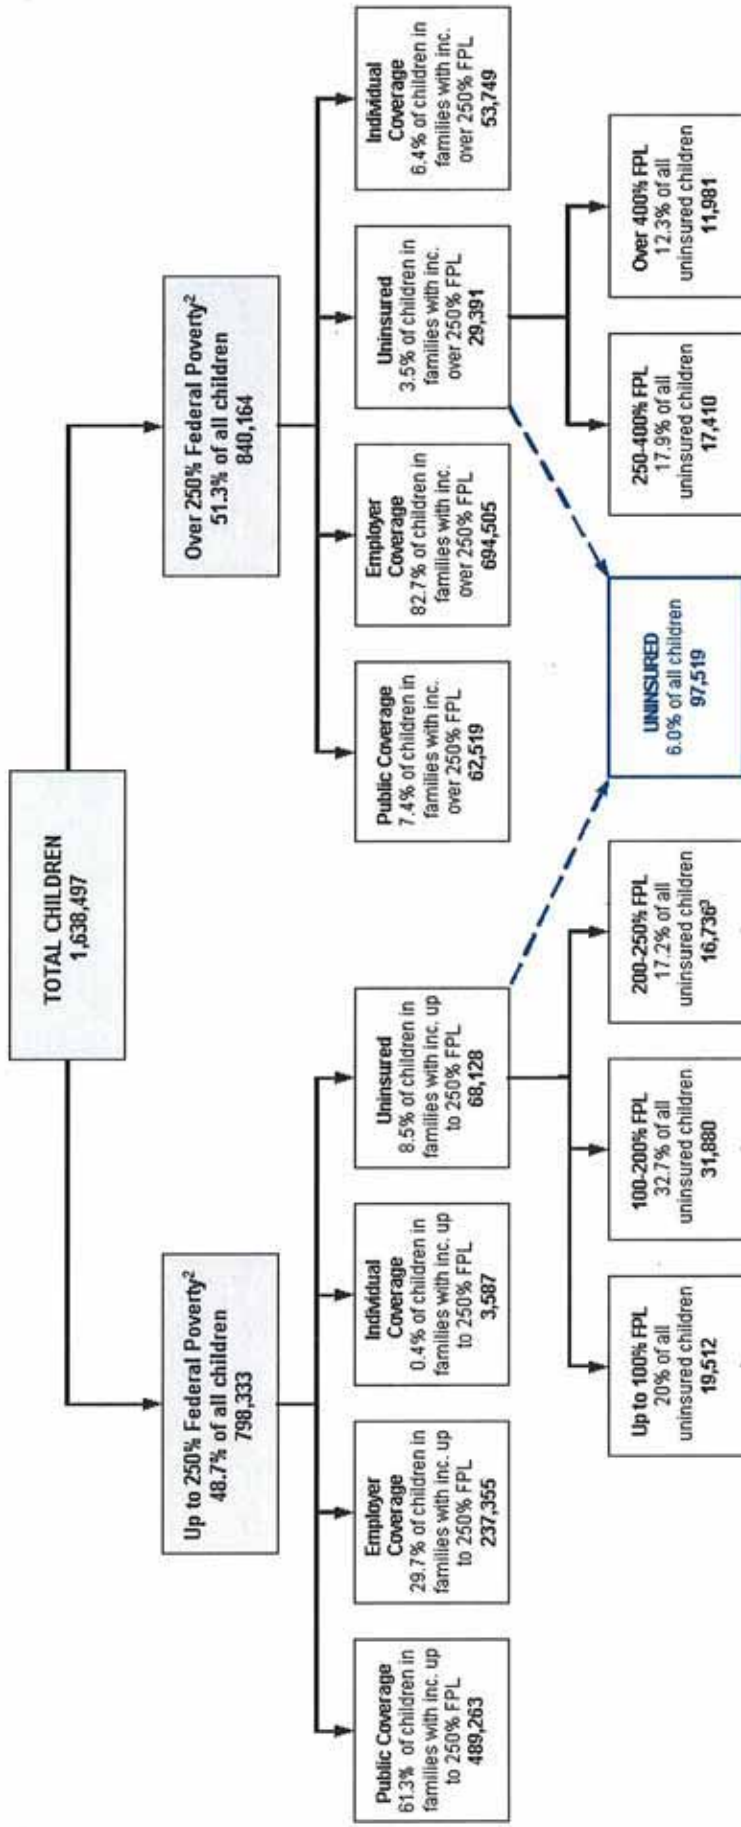 TOTAL CHILDREN
1,638,497
Up to 250% Federal Poverty²
48.7% of all children
798,333
Over 250% Federal Poverty²
51.3% of all children
840,164
Public Coverage
61.3% of children in
families with inc. up
to 250% FPL
489,263
Employer
Coverage
29.7% of children in
families with inc. up
to 250% FPL
237,355
Individual
Coverage
0.4% of children in
families with inc. up
to 250% FPL
3,587
Uninsured
8.5% of children in
families with inc. up
to 250% FPL
68,128
Public Coverage
7.4% of children in
families with inc.
over 250% FPL
62,519
Employer
Coverage
82.7% of children in
families with inc.
over 250% FPL
694,505
Uninsured
3.5% of children in
families with inc.
over 250% FPL
29,391
Individual
Coverage
6.4% of children in
families with inc.
over 250% FPL
53,749
Up to 100% FPL
20% of all
uninsured children
19,512
100-200% FPL
32.7% of all
uninsured children
31,880
200-250% FPL
17.2% of all
uninsured children
16,736³
UNINSURED
6.0% of all children
97,519
250-400% FPL
17.9% of all
uninsured children
17,410
Over 400% FPL
12.3% of all
uninsured children
11,981